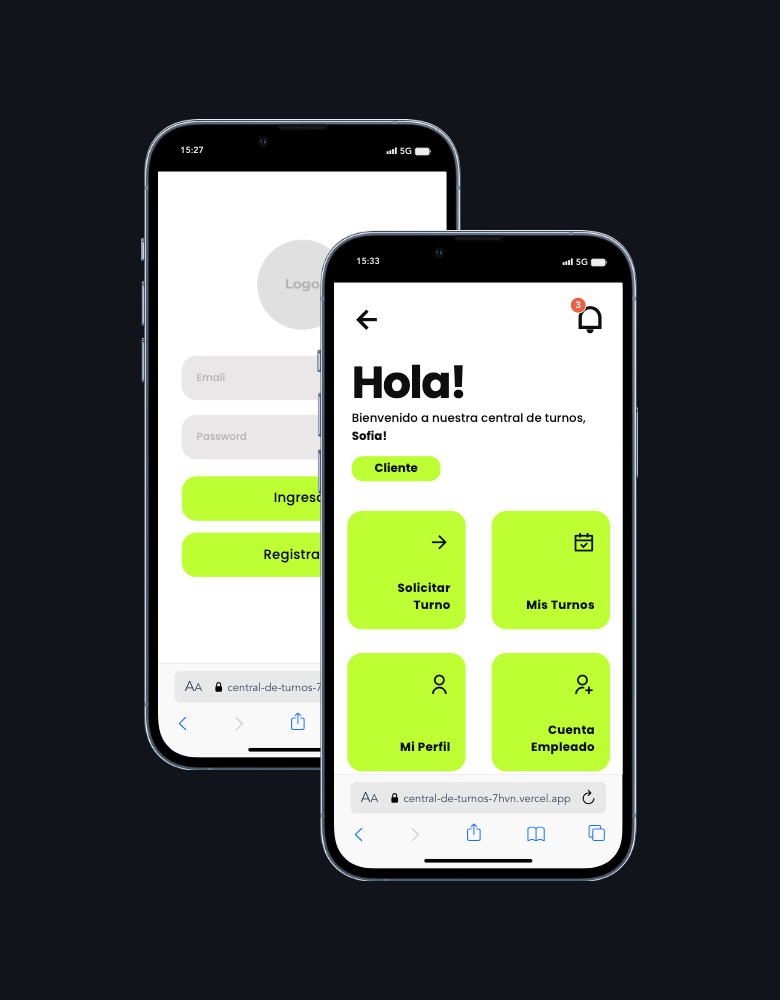 15:27
5G
Logo
Email
Password
AA
central-de-turnos-7
15:33
5G
3
Hola!
Bienvenido a nuestra central de turnos,
Sofia!
Cliente
Solicitar
Turno
Mis Turnos
Mi Perfil
Cuenta
Empleado
AA
central-de-turnos-7hvn.vercel.app